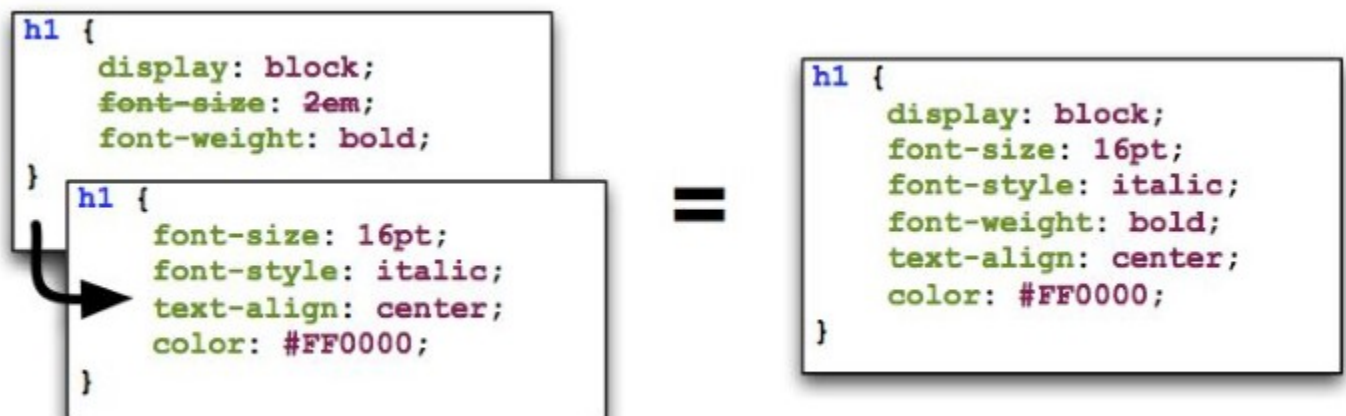 h1 {
display: block;
font-size: 2em;
font-weight: bold;
}
h1 {
font-size: 16pt;
font-style: italic;
text-align: center;
color: #FF0000;
}
=
h1 {
display: block;
font-size: 16pt;
font-style: italic;
font-weight: bold;
text-align: center;
color: #FF0000;
}